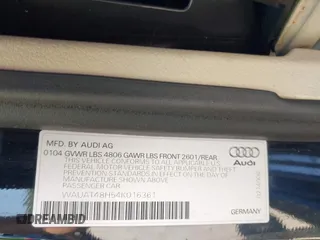 MFD. BY AUDI AG
0104 GVWR LBS 4806 GAWR LBS FRONT 2601/REAR
THIS VEHICLE CONFORMS TO ALL APPLICABLE US.
FEDERAL MOTOR VEHICLE SAFETY BUMPER AND THEFT
PREVENTION STANDARDS IN EFFECT ON THE DATE
OF MANUFACTURE SHOWN ABOVE
PASSENGER CAR
Audi
GERMANY
DREAMBID